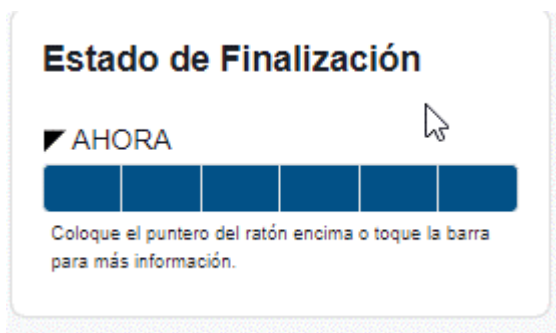 Estado de Finalización
AHORA
Coloque el puntero del ratón encima o toque la barra
para más información.